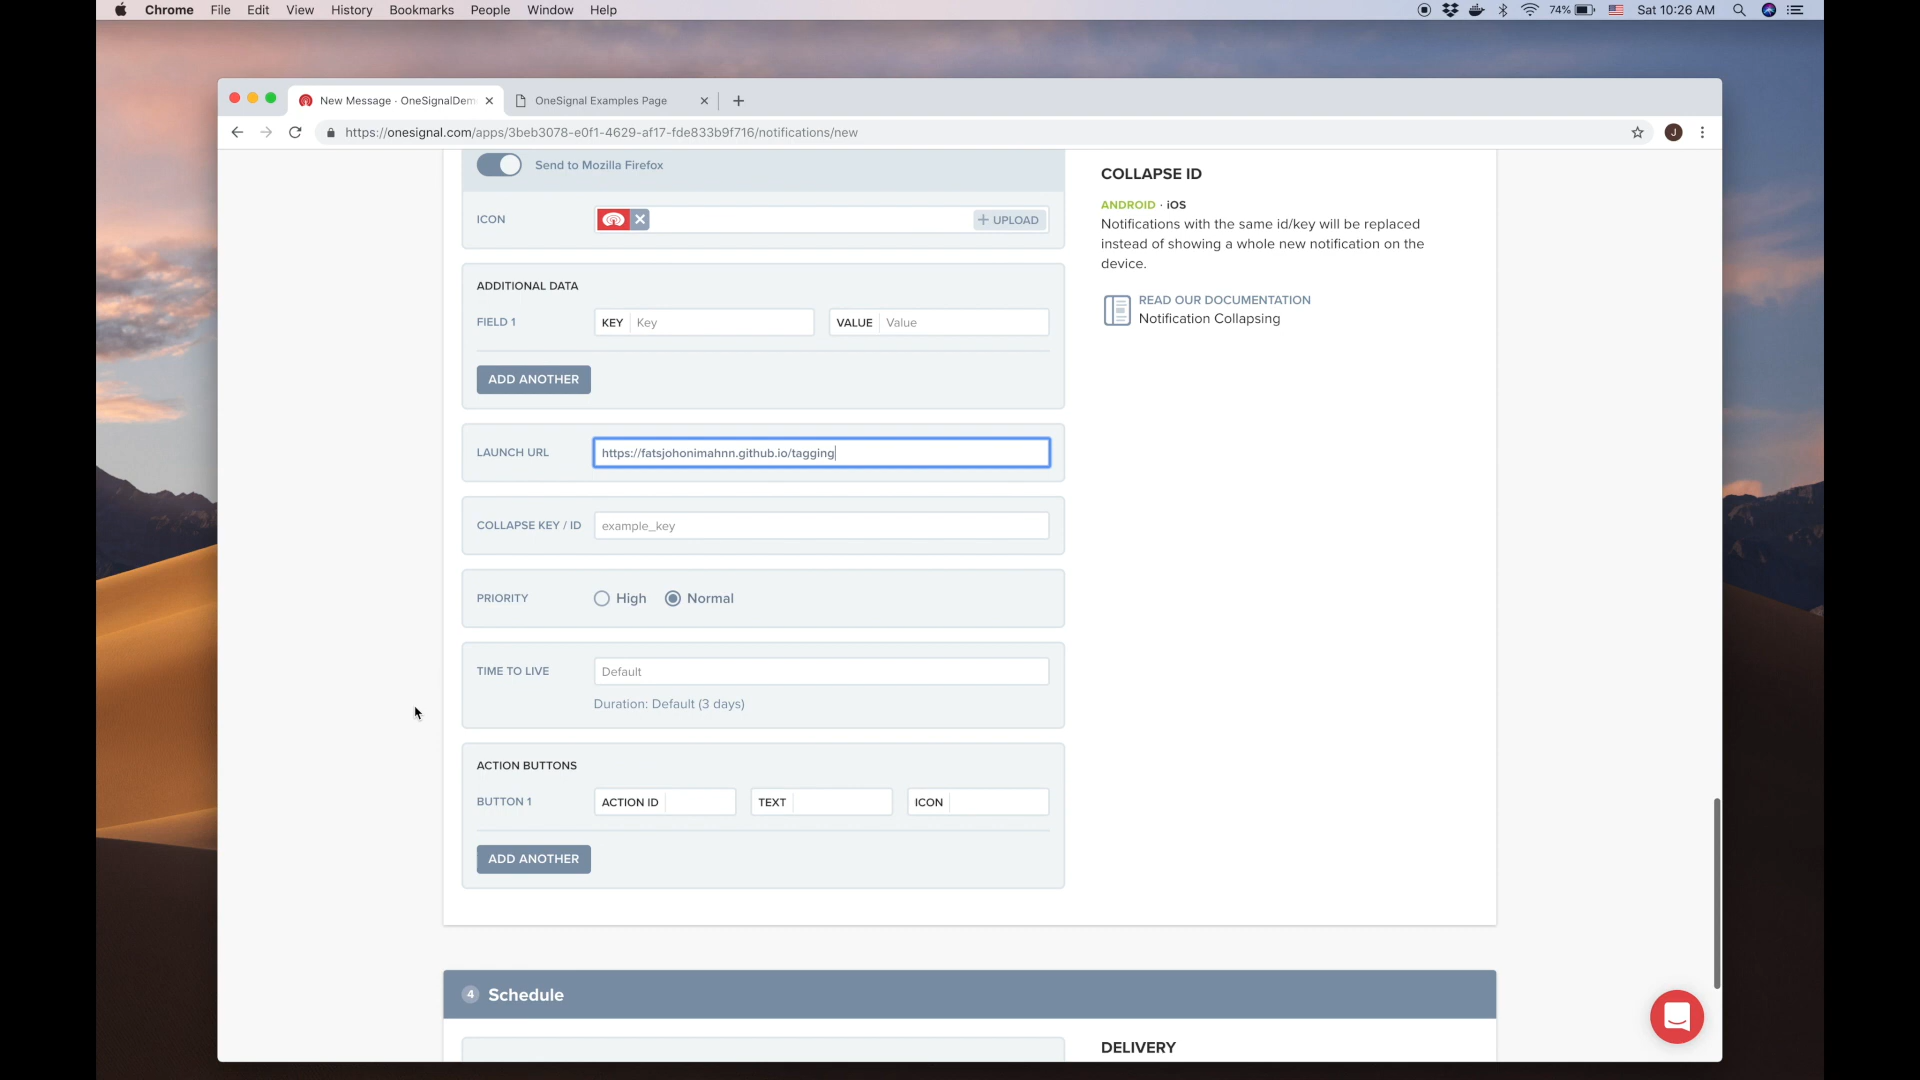 Chrome File Edit View History Bookmarks People Window Help 74% Sat 10:26 AM
New Message - OneSignalDem
OneSignal Examples Page
https://onesignal.com/apps/3beb3078-e0f1-4629-af17-fde833b9f716/notifications/new
J
Send to Mozilla Firefox
ICON
+ UPLOAD
ADDITIONAL DATA
FIELD 1 KEY Key VALUE Value
ADD ANOTHER
LAUNCH URL https://fatsjohonimahnn.github.io/tagging
COLLAPSE KEY / ID example_key
PRIORITY High Normal
TIME TO LIVE Default
Duration: Default (3 days)
ACTION BUTTONS
BUTTON 1 ACTION ID TEXT ICON
ADD ANOTHER
COLLAPSE ID
ANDROID · iOS
Notifications with the same id/key will be replaced
instead of showing a whole new notification on the
device.
READ OUR DOCUMENTATION
Notification Collapsing
4 Schedule
DELIVERY